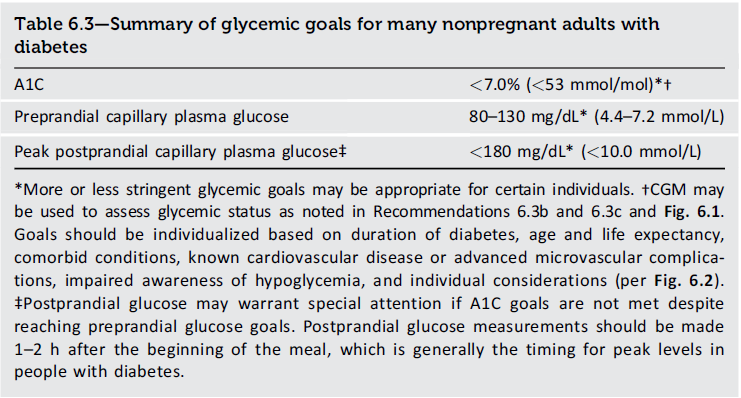 Table 6.3—Summary of glycemic goals for many nonpregnant adults with
diabetes
A1C <7.0% (<53 mmol/mol)*†
Preprandial capillary plasma glucose 80–130 mg/dL* (4.4–7.2 mmol/L)
Peak postprandial capillary plasma glucose‡ <180 mg/dL* (<10.0 mmol/L)
*More or less stringent glycemic goals may be appropriate for certain individuals. †CGM may
be used to assess glycemic status as noted in Recommendations 6.3b and 6.3c and Fig. 6.1.
Goals should be individualized based on duration of diabetes, age and life expectancy,
comorbid conditions, known cardiovascular disease or advanced microvascular complica-
tions, impaired awareness of hypoglycemia, and individual considerations (per Fig. 6.2).
‡Postprandial glucose may warrant special attention if A1C goals are not met despite
reaching preprandial glucose goals. Postprandial glucose measurements should be made
1–2 h after the beginning of the meal, which is generally the timing for peak levels in
people with diabetes.